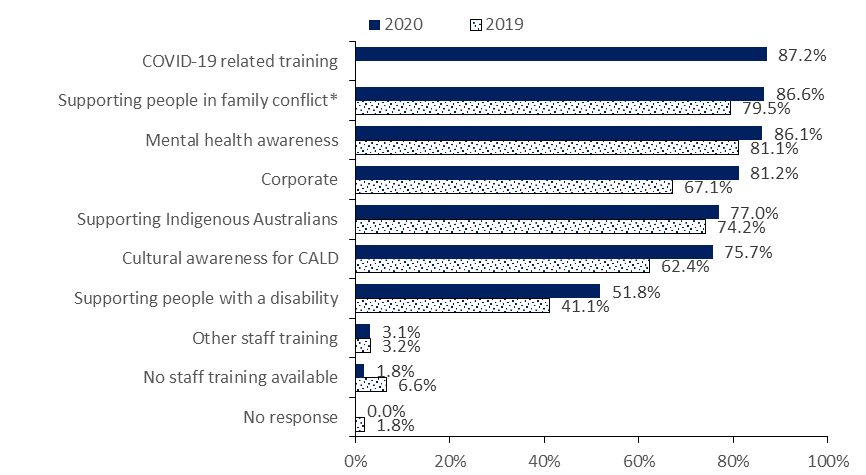 2020 2019
COVID-19 related training 87.2%
Supporting people in family conflict* 86.6%
79.5%
Mental health awareness 86.1%
81.1%
Corporate 81.2%
67.1%
Supporting Indigenous Australians 77.0%
74.2%
Cultural awareness for CALD 75.7%
62.4%
Supporting people with a disability 51.8%
41.1%
Other staff training 3.1%
3.2%
No staff training available 1.8%
6.6%
No response 0.0%
1.8%
0% 20% 40% 60% 80% 100%